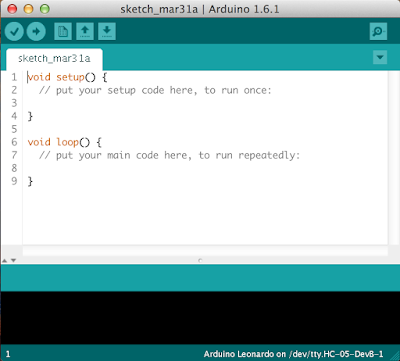 sketch_mar31a | Arduino 1.6.1
sketch_mar31a
1 void setup() {
2 // put your setup code here, to run once:
3
4 }
5
6 void loop() {
7 // put your main code here, to run repeatedly:
8
9 }
1 Arduino Leonardo on /dev/tty.HC-05-DevB-1